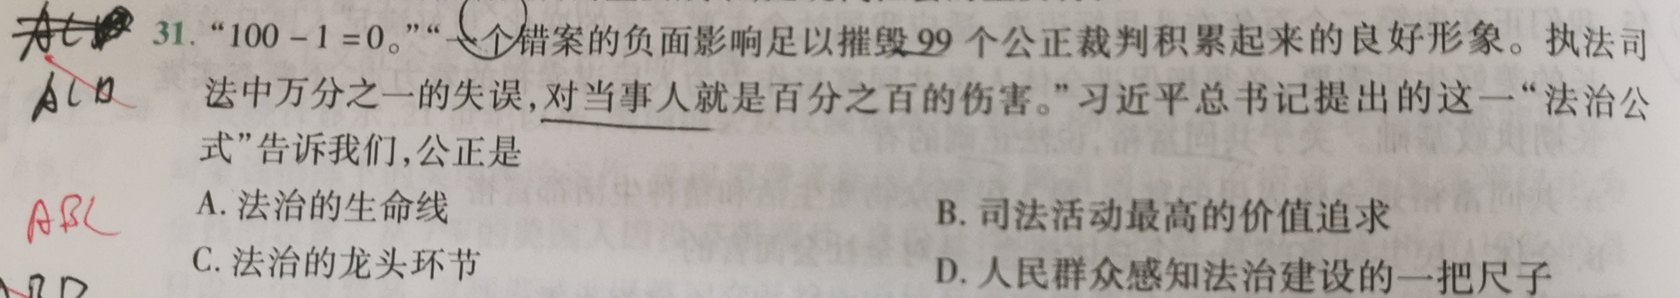 31. “100－1＝0。”“一个错案的负面影响足以摧毁 99 个公正裁判积累起来的良好形象。执法司
ACD
法中万分之一的失误,对当事人就是百分之百的伤害。”习近平总书记提出的这一“法治公
式”告诉我们,公正是
A. 法治的生命线
B. 司法活动最高的价值追求
ABC
C. 法治的龙头环节
D. 人民群众感知法治建设的一把尺子